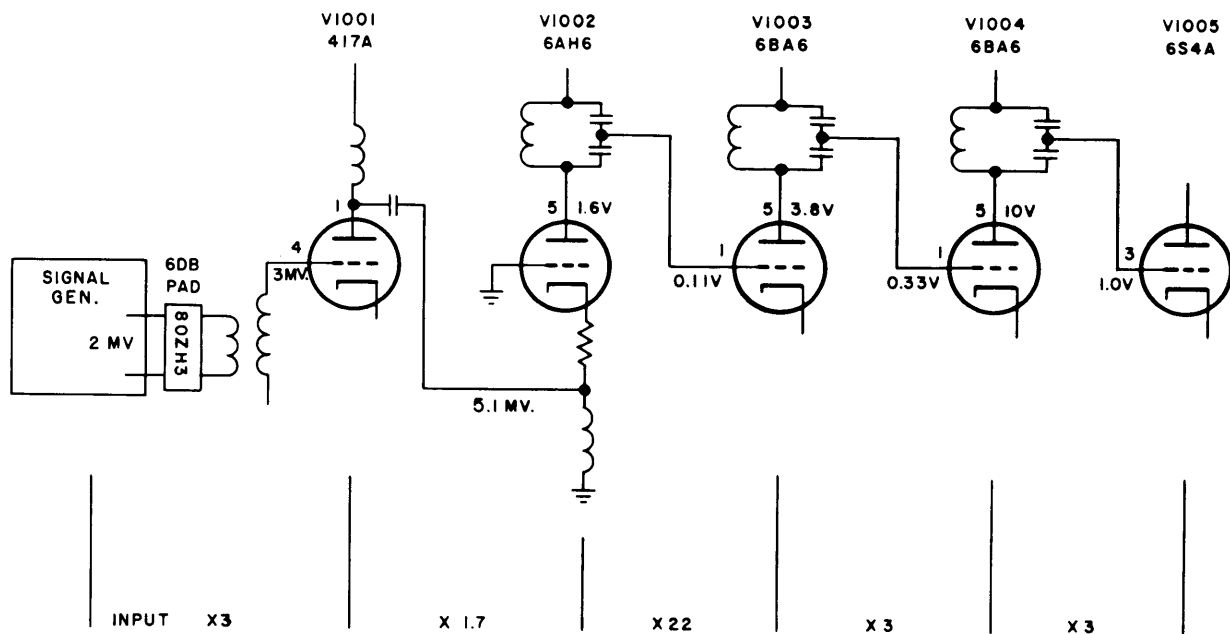 V1001
417A
V1002
6AH6
V1003
6BA6
V1004
6BA6
V1005
6S4A
1
5
1.6V
5
3.8V
5
10V
4
3MV.
1
0.11V
1
0.33V
3
1.0V
SIGNAL
GEN.
2 MV
6DB
PAD
80ZH3
5.1 MV.
INPUT X3
X 1.7
X 22
X 3
X 3